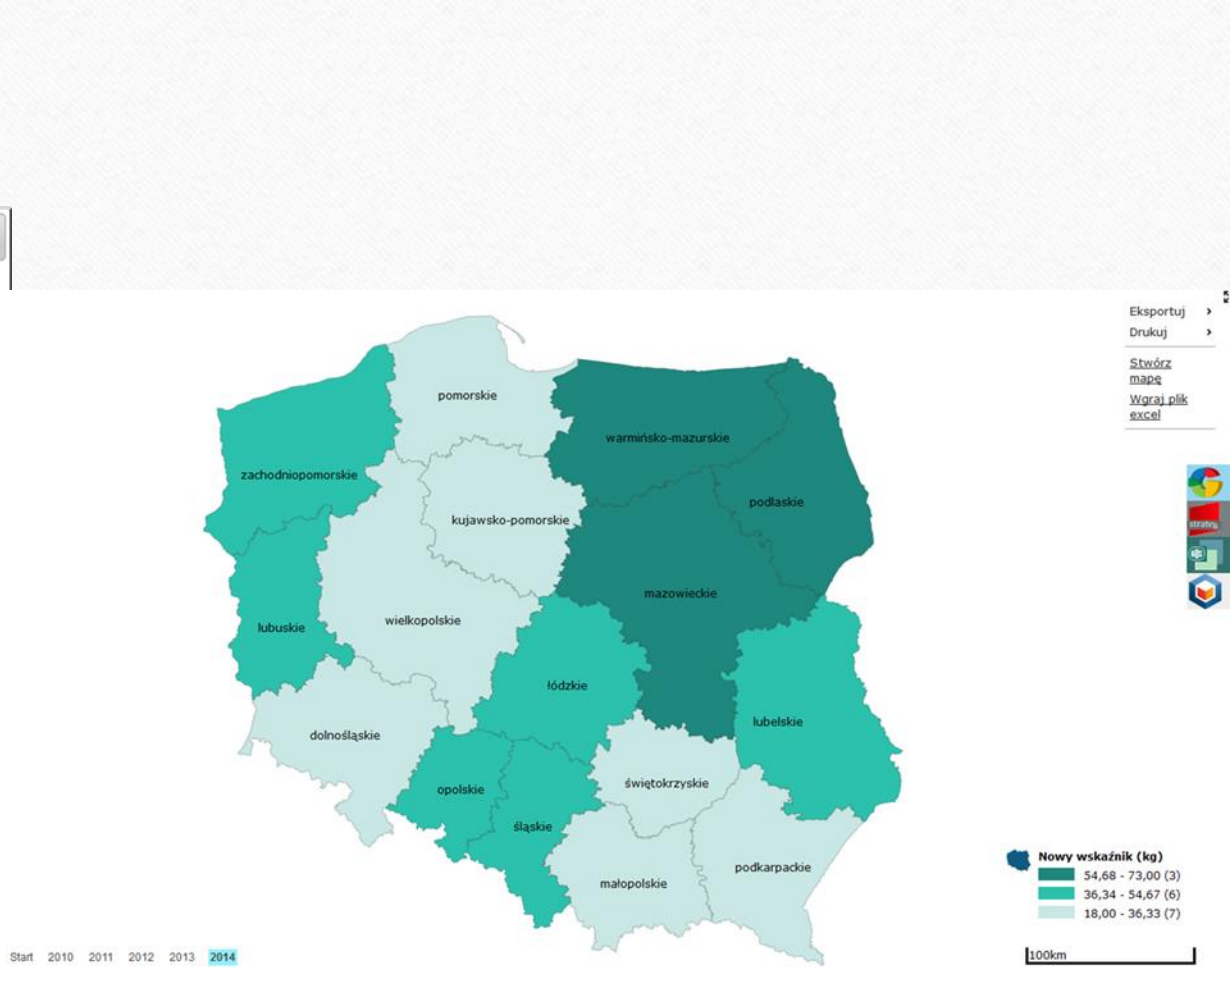 Eksportuj
Drukuj
Stwórz
mapę
Wgraj plik
excel
pomorskie
warmińsko-mazurskie
zachodniopomorskie
podlaskie
kujawsko-pomorskie
mazowieckie
wielkopolskie
lubuskie
łódzkie
lubelskie
dolnośląskie
świętokrzyskie
opolskie
śląskie
podkarpackie
małopolskie
Nowy wskaźnik (kg)
54,68 - 73,00 (3)
36,34 - 54,67 (6)
18,00 - 36,33 (7)
100km
Start 2010 2011 2012 2013 2014